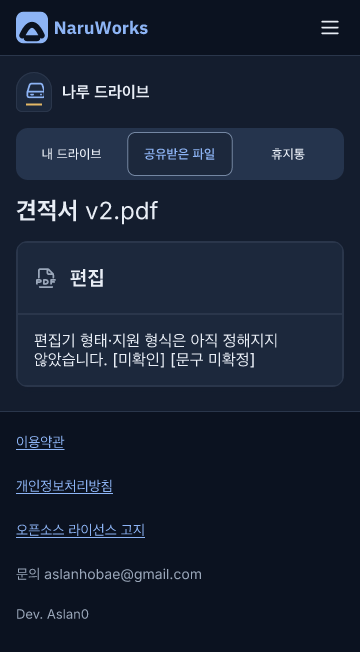 NaruWorks
나루 드라이브
내 드라이브
공유받은 파일
휴지통
견적서 v2.pdf
PDF
편집
편집기 형태·지원 형식은 아직 정해지지
않았습니다. [미확인] [문구 미확정]
이용약관
개인정보처리방침
오픈소스 라이선스 고지
문의 aslanhobae@gmail.com
Dev. Aslan0